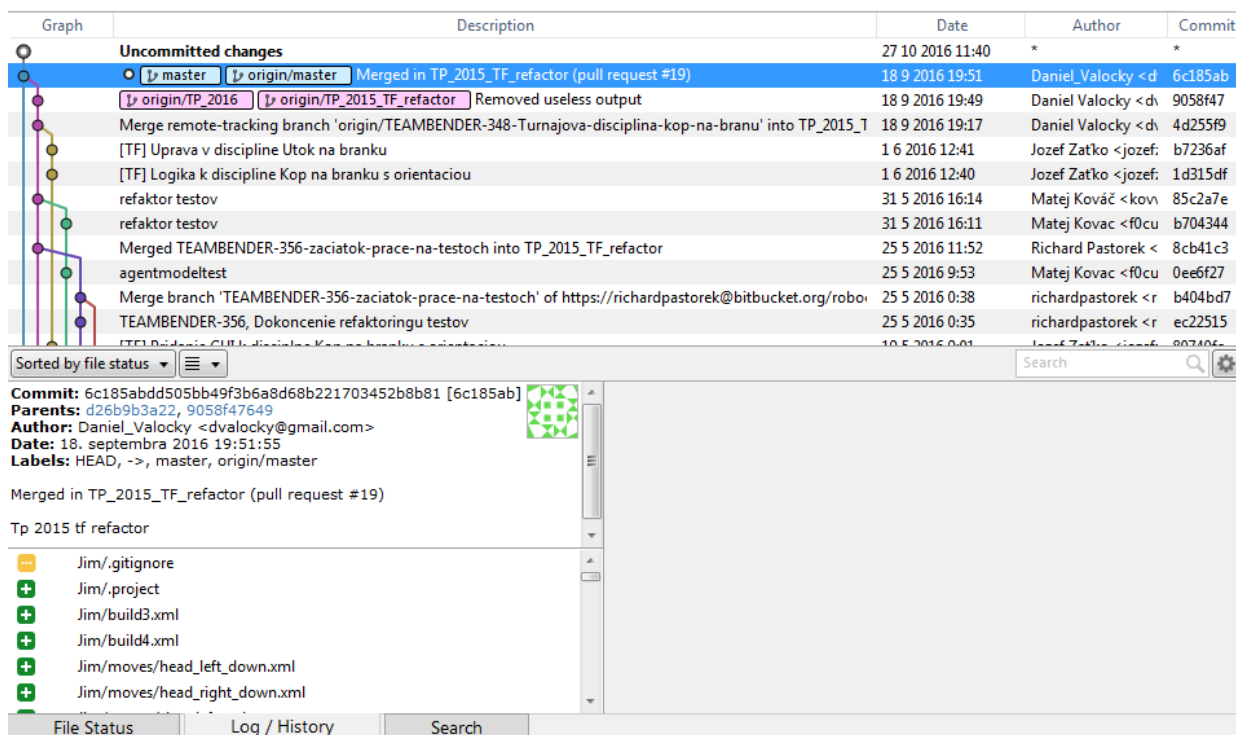 Graph Description Date Author Commit
Uncommitted changes 27 10 2016 11:40 * *
master origin/master Merged in TP_2015_TF_refactor (pull request #19) 18 9 2016 19:51 Daniel_Valocky <d 6c185ab
origin/TP_2016 origin/TP_2015_TF_refactor Removed useless output 18 9 2016 19:49 Daniel Valocky <dv 9058f47
Merge remote-tracking branch 'origin/TEAMBENDER-348-Turnajova-disciplina-kop-na-branu' into TP_2015_T 18 9 2016 19:17 Daniel Valocky <dv 4d255f9
[TF] Uprava v discipline Utok na branku 1 6 2016 12:41 Jozef Zaťko <jozef: b7236af
[TF] Logika k discipline Kop na branku s orientaciou 1 6 2016 12:40 Jozef Zaťko <jozef: 1d315df
refaktor testov 31 5 2016 16:14 Matej Kováč <kov 85c2a7e
refaktor testov 31 5 2016 16:11 Matej Kovac <f0cu b704344
Merged TEAMBENDER-356-zaciatok-prace-na-testoch into TP_2015_TF_refactor 25 5 2016 11:52 Richard Pastorek < 8cb41c3
agentmodeltest 25 5 2016 9:53 Matej Kovac <f0cu 0ee6f27
Merge branch 'TEAMBENDER-356-zaciatok-prace-na-testoch' of https://richardpastorek@bitbucket.org/robo 25 5 2016 0:38 richardpastorek <r b404bd7
TEAMBENDER-356, Dokoncenie refaktoringu testov 25 5 2016 0:35 richardpastorek <r ec22515
Sorted by file status Search
Commit: 6c185abdd505bb49f3b6a8d68b221703452b8b81 [6c185ab]
Parents: d26b9b3a22, 9058f47649
Author: Daniel_Valocky <dvalocky@gmail.com>
Date: 18. septembra 2016 19:51:55
Labels: HEAD, ->, master, origin/master
Merged in TP_2015_TF_refactor (pull request #19)
Tp 2015 tf refactor
Jim/.gitignore
Jim/.project
Jim/build3.xml
Jim/build4.xml
Jim/moves/head_left_down.xml
Jim/moves/head_right_down.xml
File Status Log / History Search